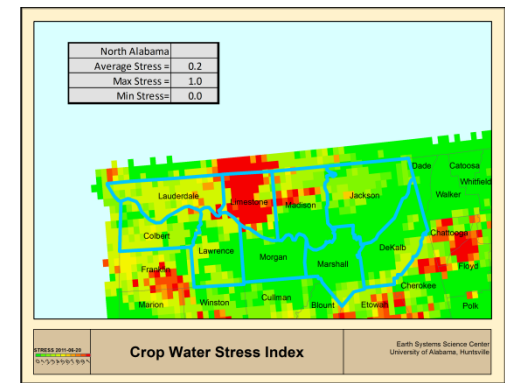 North Alabama
Average Stress = 0.2
Max Stress = 1.0
Min Stress= 0.0
Dade Catoosa
Whitfield
Lauderdale Limestone Madison Jackson Walker
Colbert Chattooga
Lawrence Morgan Marshall DeKalb Floyd
Franklin
Cherokee
Marion Winston Cullman Blount Etowah Polk
STRESS 2011-06-20
Crop Water Stress Index
Earth Systems Science Center
University of Alabama, Huntsville